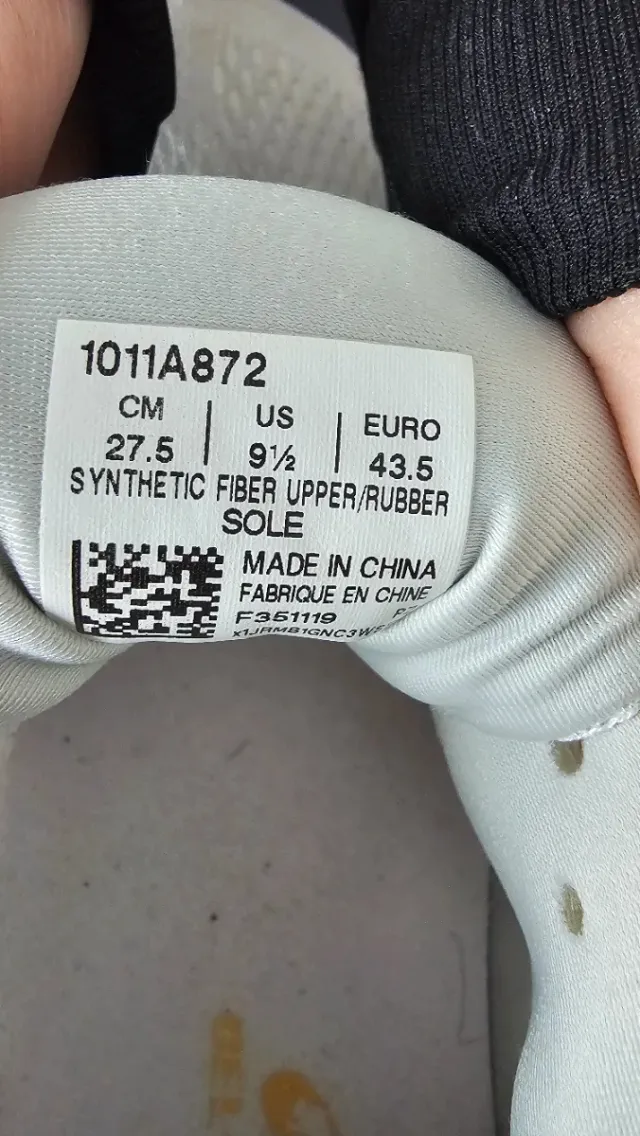 1011A872
CM | US | EURO
27.5 | 9½ | 43.5
SYNTHETIC FIBER UPPER/RUBBER
SOLE
MADE IN CHINA
FABRIQUE EN CHINE
F351119